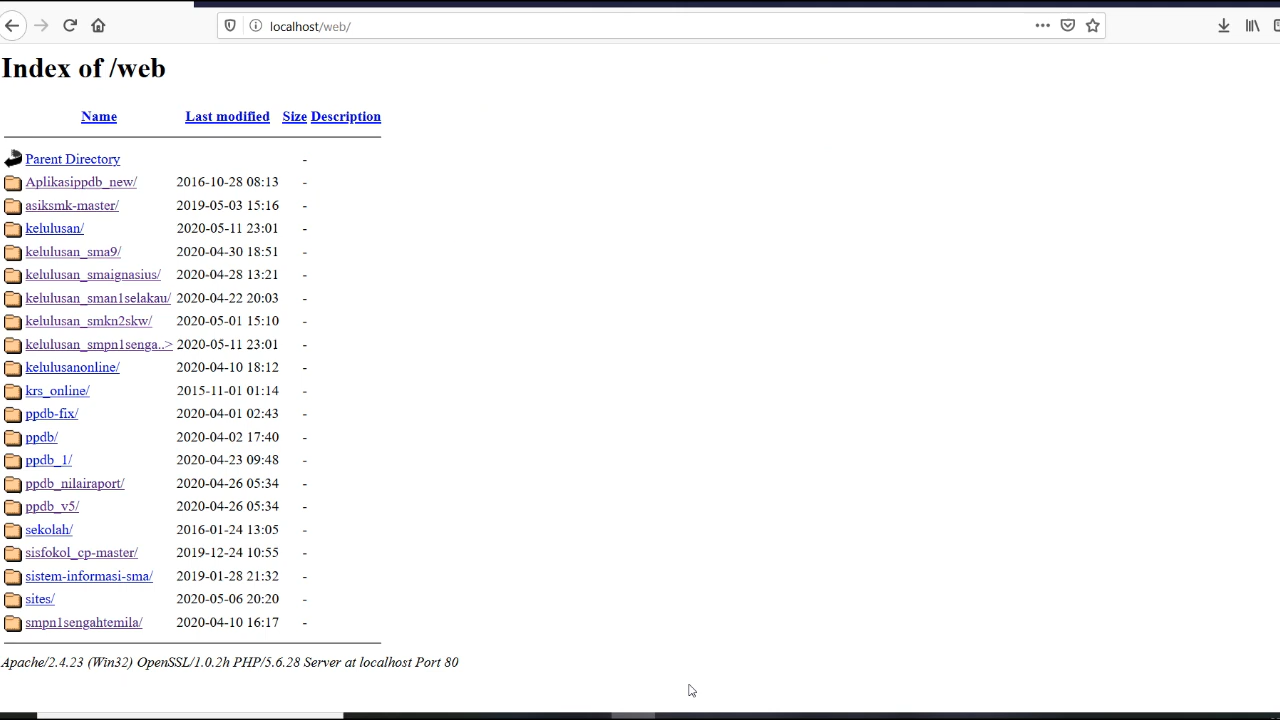 localhost/web/
Index of /web
Name Last modified Size Description
Parent Directory -
Aplikasippdb_new/ 2016-10-28 08:13 -
asiksmk-master/ 2019-05-03 15:16 -
kelulusan/ 2020-05-11 23:01 -
kelulusan_sma9/ 2020-04-30 18:51 -
kelulusan_smaignasius/ 2020-04-28 13:21 -
kelulusan_sman1selakau/ 2020-04-22 20:03 -
kelulusan_smkn2skw/ 2020-05-01 15:10 -
kelulusan_smpn1senga..> 2020-05-11 23:01 -
kelulusanonline/ 2020-04-10 18:12 -
krs_online/ 2015-11-01 01:14 -
ppdb-fix/ 2020-04-01 02:43 -
ppdb/ 2020-04-02 17:40 -
ppdb_1/ 2020-04-23 09:48 -
ppdb_nilairaport/ 2020-04-26 05:34 -
ppdb_v5/ 2020-04-26 05:34 -
sekolah/ 2016-01-24 13:05 -
sisfokol_cp-master/ 2019-12-24 10:55 -
sistem-informasi-sma/ 2019-01-28 21:32 -
sites/ 2020-05-06 20:20 -
smpn1sengahtemila/ 2020-04-10 16:17 -
Apache/2.4.23 (Win32) OpenSSL/1.0.2h PHP/5.6.28 Server at localhost Port 80